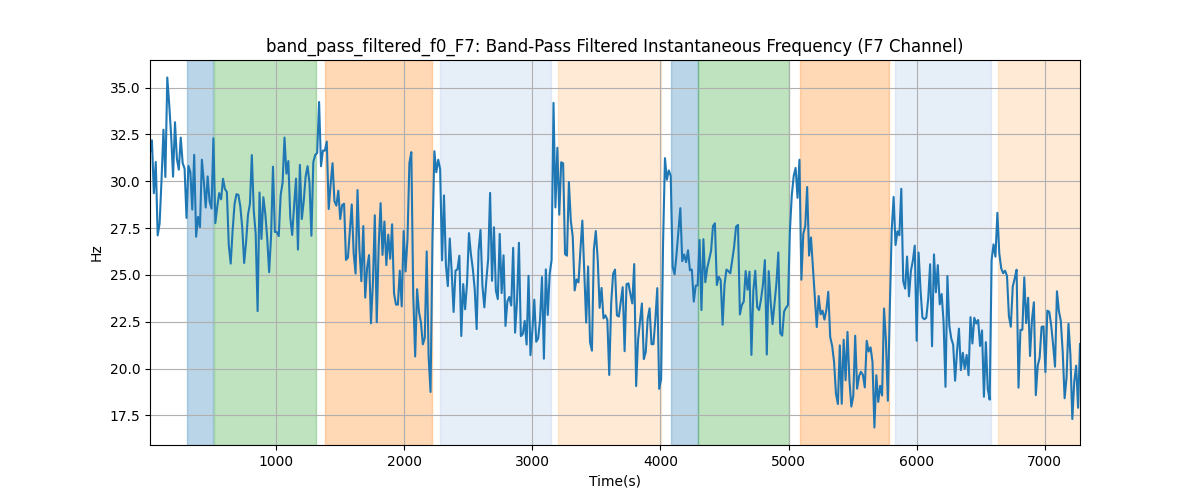 band_pass_filtered_f0_F7: Band-Pass Filtered Instantaneous Frequency (F7 Channel)
35.0
32.5
30.0
27.5
25.0
22.5
20.0
17.5
Hz
1000 2000 3000 4000 5000 6000 7000
Time(s)